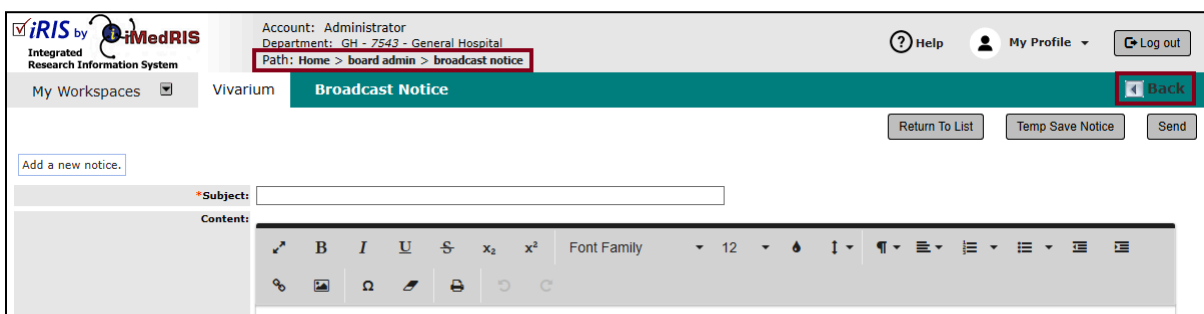 iRIS by iMedRIS
Integrated
Research Information System
Account: Administrator
Department: GH - 7543 - General Hospital
Path: Home > board admin > broadcast notice
Help
My Profile
Log out
My Workspaces
Vivarium
Broadcast Notice
Back
Return To List
Temp Save Notice
Send
Add a new notice.
*Subject:
Content:
B I U S x₂ x² Font Family 12 ¶
Ω